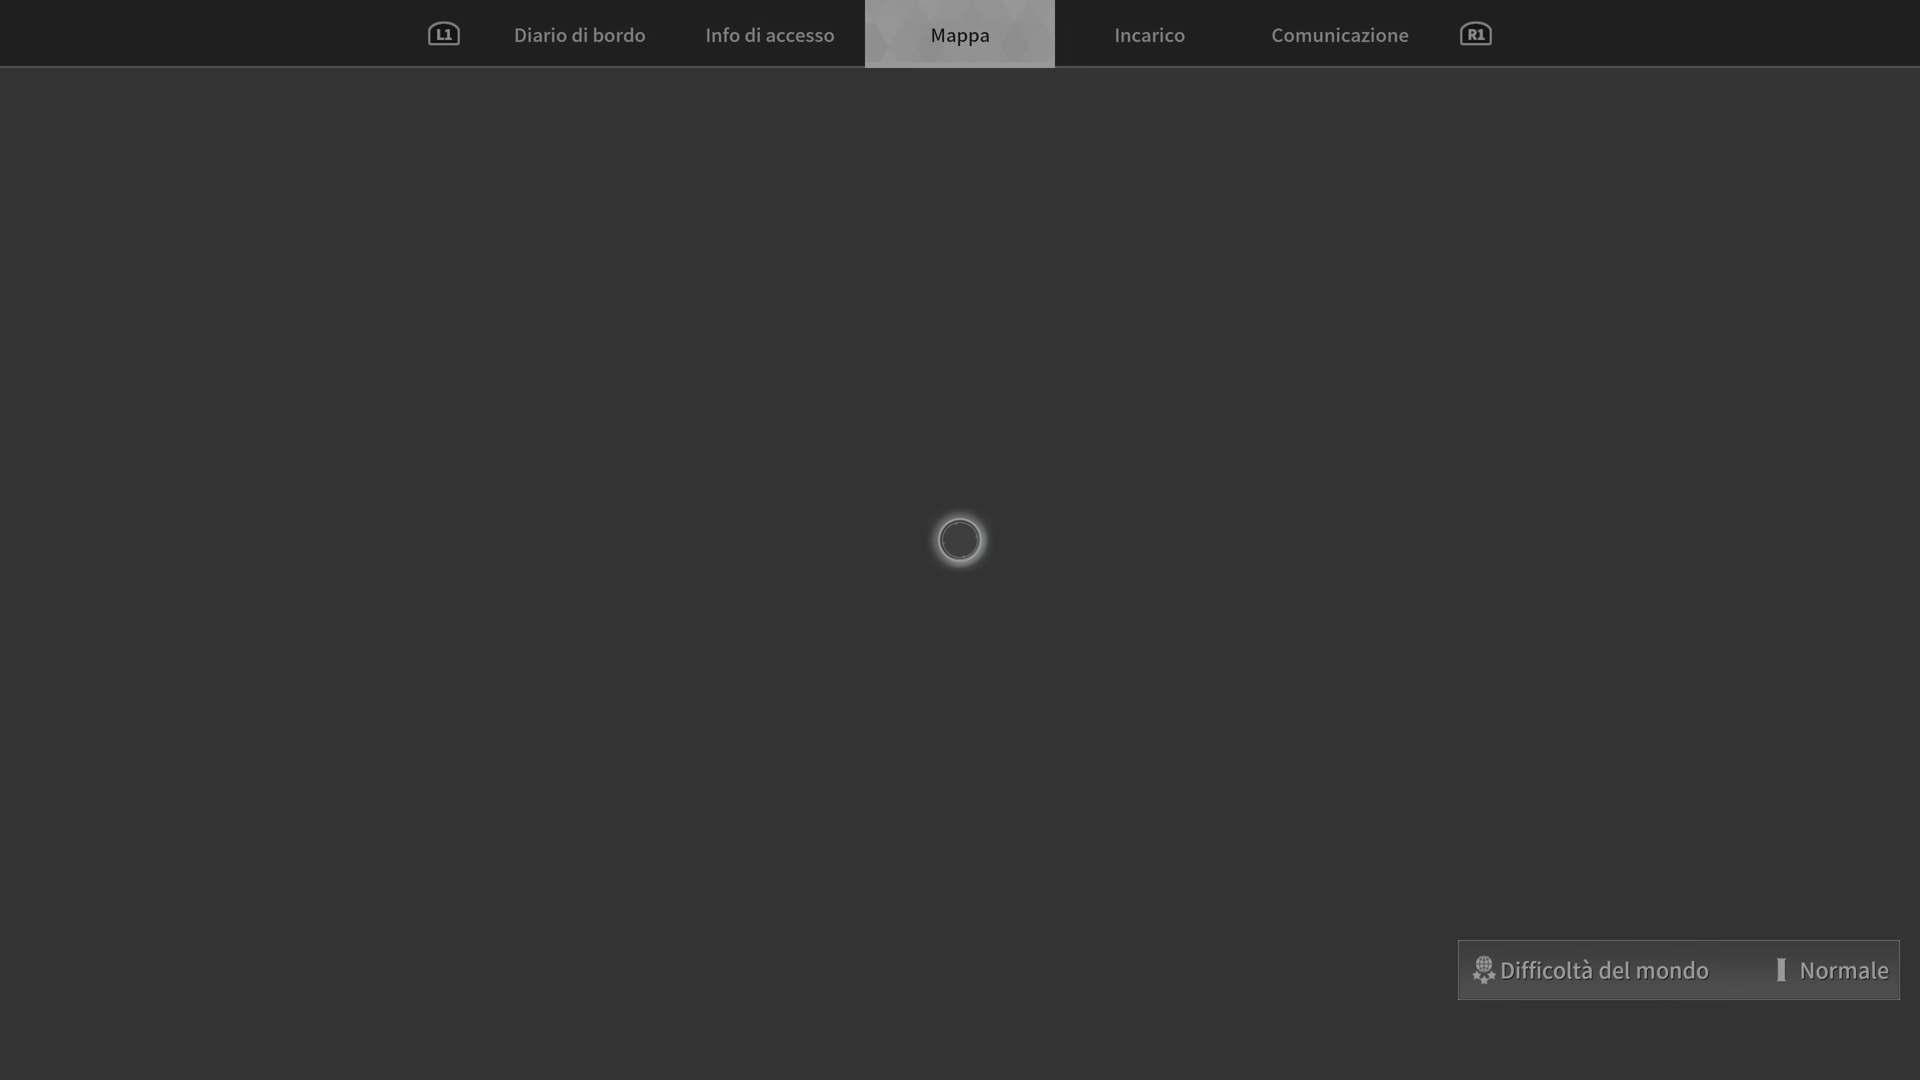 L1 Diario di bordo Info di accesso Mappa Incarico Comunicazione R1
Difficoltà del mondo I Normale